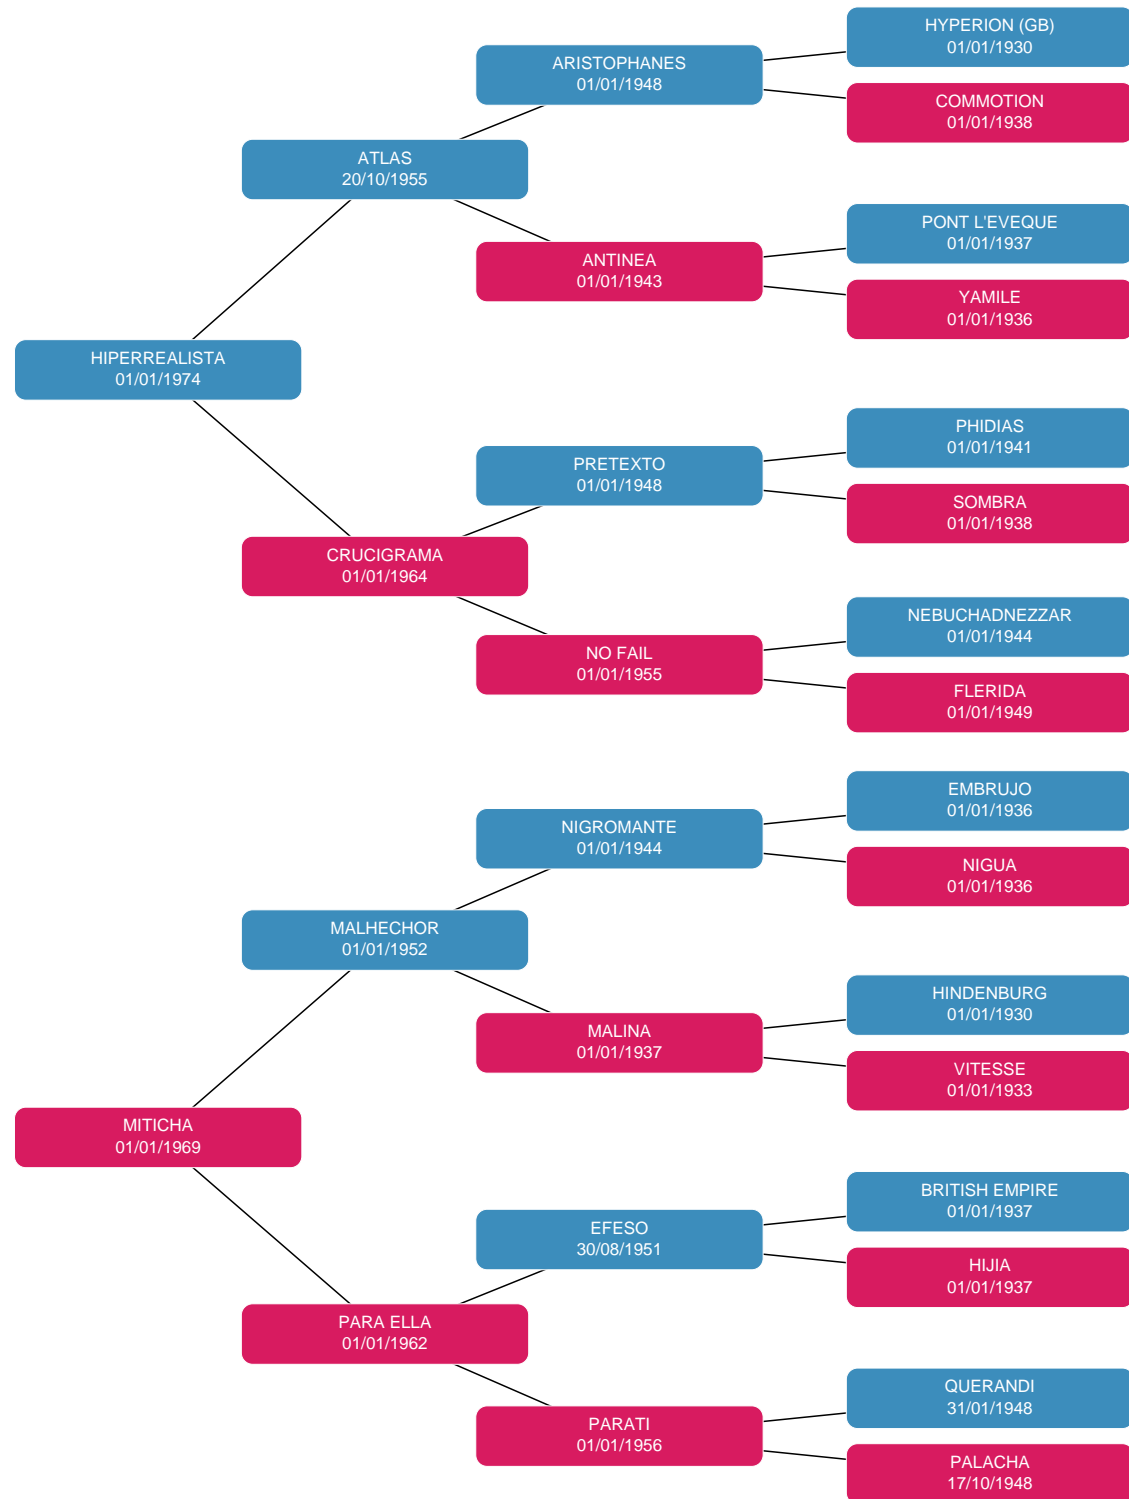 HYPERION (GB)
01/01/1930
ARISTOPHANES
01/01/1948
COMMOTION
01/01/1938
ATLAS
20/10/1955
PONT L'EVEQUE
01/01/1937
ANTINEA
01/01/1943
YAMILE
01/01/1936
HIPERREALISTA
01/01/1974
PHIDIAS
01/01/1941
PRETEXTO
01/01/1948
SOMBRA
01/01/1938
CRUCIGRAMA
01/01/1964
NEBUCHADNEZZAR
01/01/1944
NO FAIL
01/01/1955
FLERIDA
01/01/1949
EMBRUJO
01/01/1936
NIGROMANTE
01/01/1944
NIGUA
01/01/1936
MALHECHOR
01/01/1952
HINDENBURG
01/01/1930
MALINA
01/01/1937
VITESSE
01/01/1933
MITICHA
01/01/1969
BRITISH EMPIRE
01/01/1937
EFESO
30/08/1951
HIJIA
01/01/1937
PARA ELLA
01/01/1962
QUERANDI
31/01/1948
PARATI
01/01/1956
PALACHA
17/10/1948